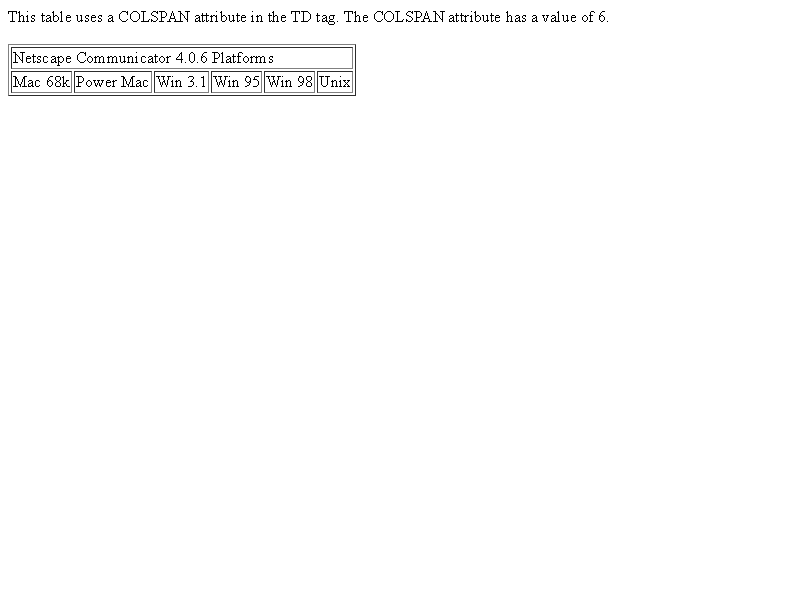 This table uses a COLSPAN attribute in the TD tag. The COLSPAN attribute has a value of 6.
Netscape Communicator 4.0.6 Platforms
Mac 68k Power Mac Win 3.1 Win 95 Win 98 Unix